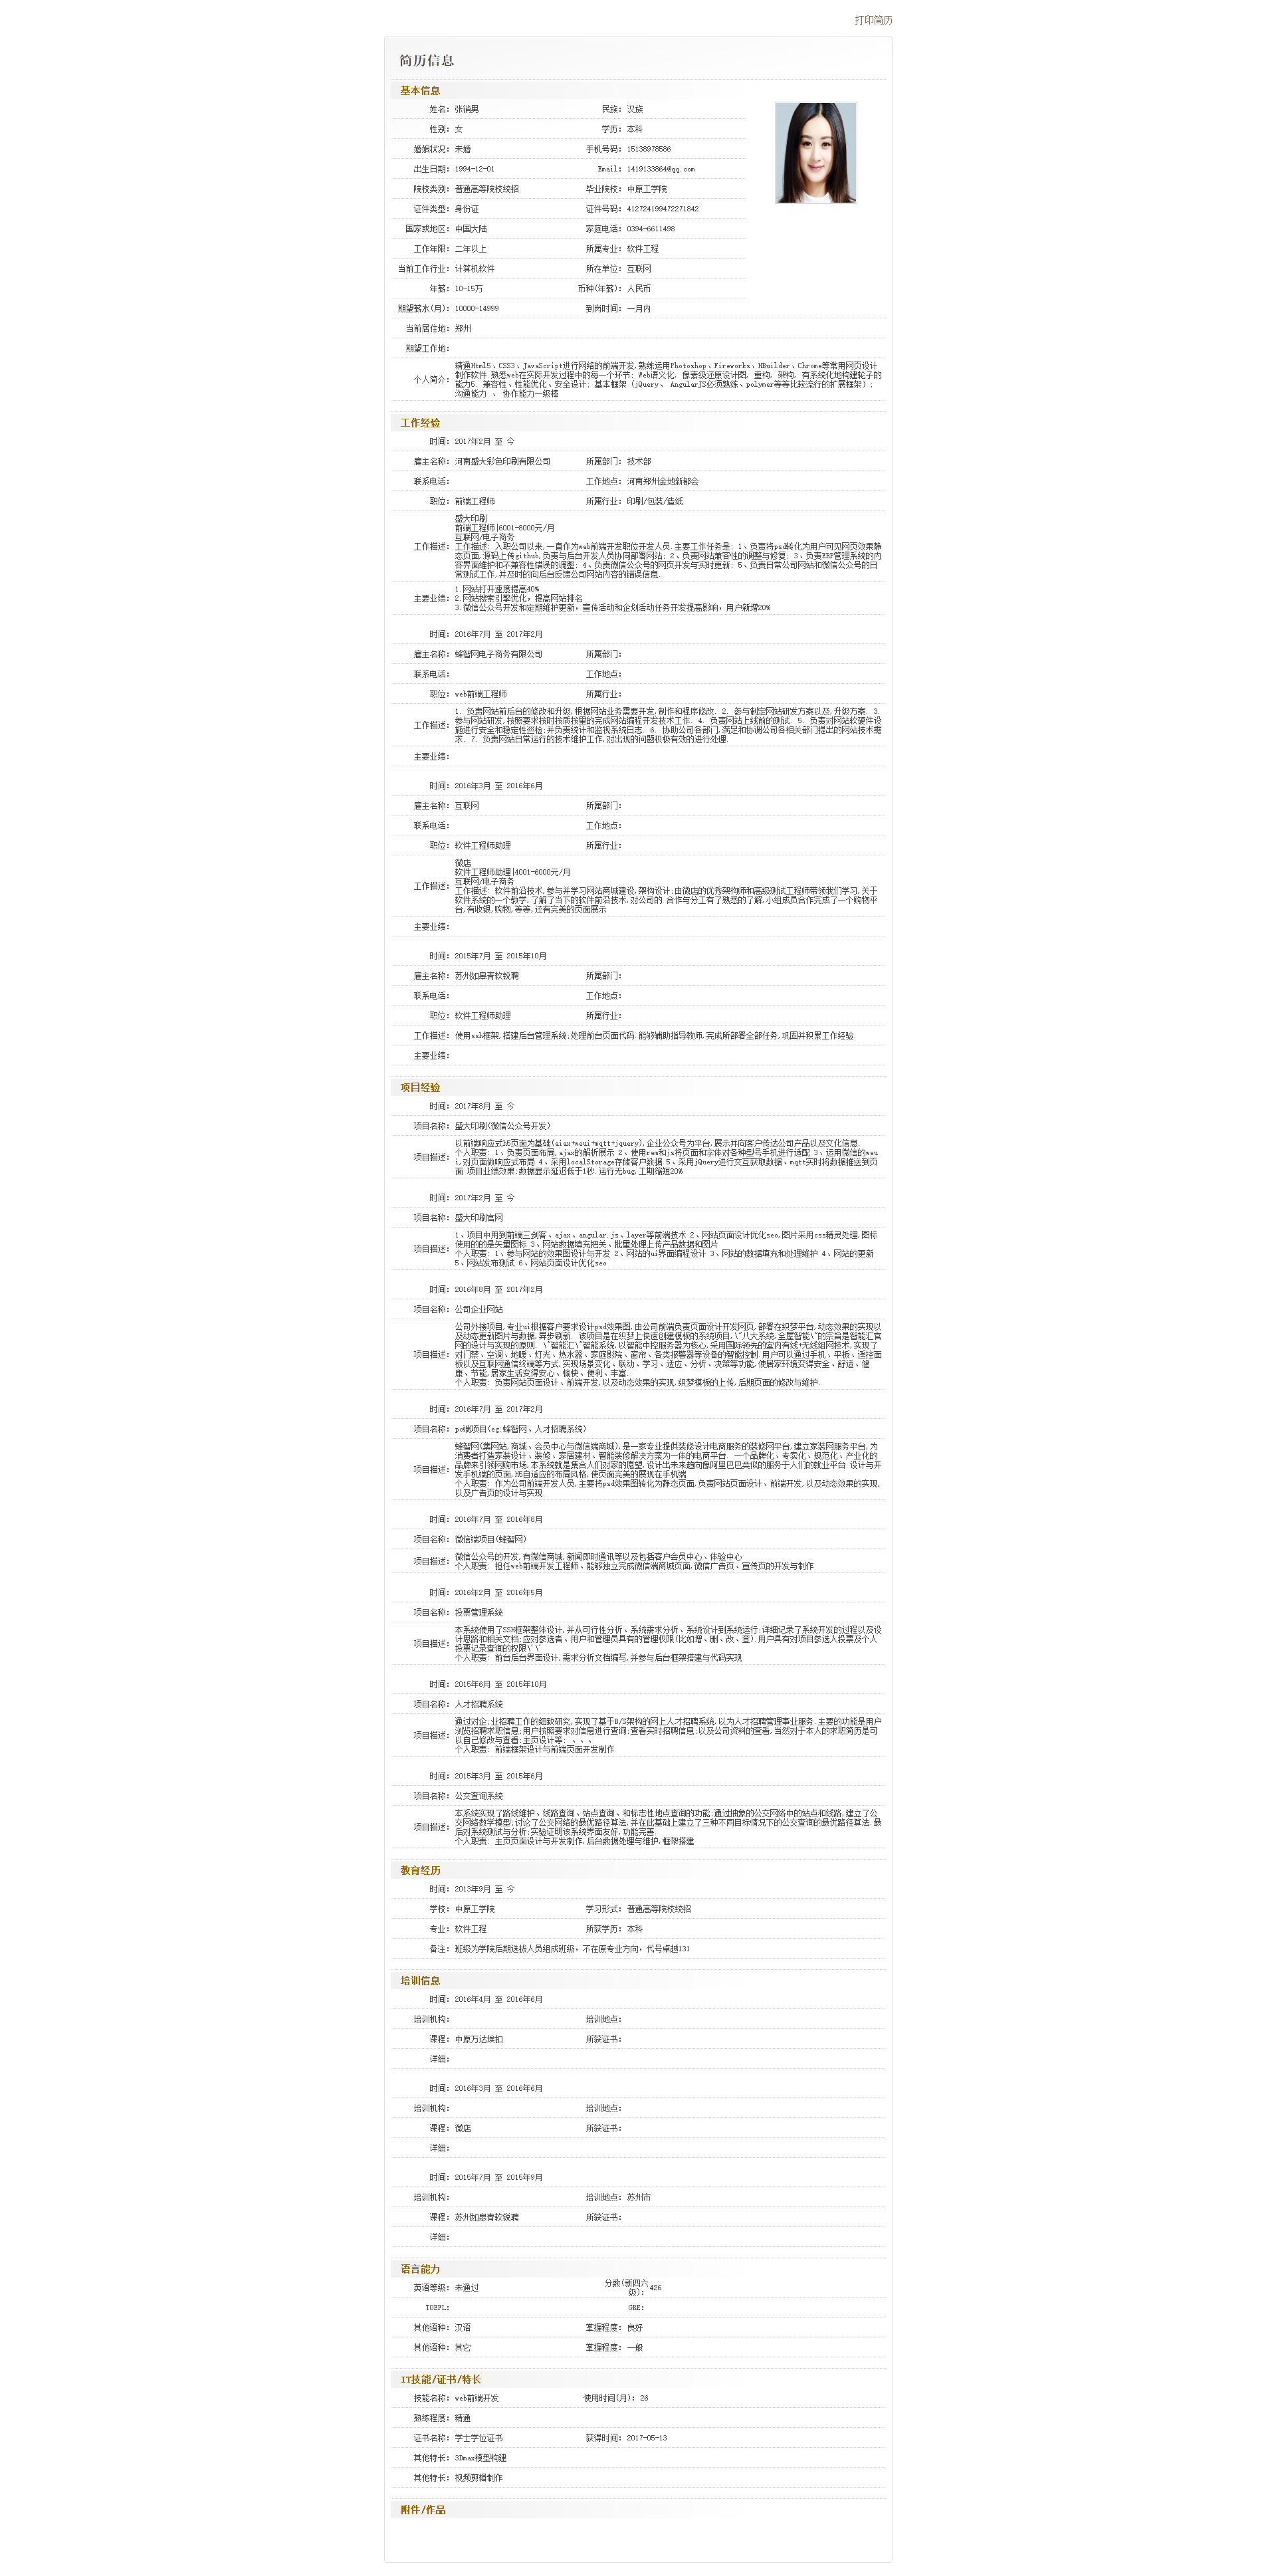 打印简历
简历信息
基本信息
姓名: 张销男 民族: 汉族
性别: 女 学历: 本科
婚姻状况: 未婚 手机号码: 15138978586
出生日期: 1994-12-01 Email: 1419133864@qq.com
院校类别: 普通高等院校统招 毕业院校: 中原工学院
证件类型: 身份证 证件号码: 412724199472271842
国家或地区: 中国大陆 家庭电话: 0394-6611498
工作年限: 二年以上 所属专业: 软件工程
当前工作行业: 计算机软件 所在单位: 互联网
年薪: 10-15万 币种(年薪): 人民币
期望薪水(月): 10000-14999 到岗时间: 一月内
当前居住地: 郑州
期望工作地:
精通Html5、CSS3、JavaScript进行网络的前端开发,熟练运用Photoshop、Fireworks、HBuilder、Chrome等常用网页设计
个人简介: 制作软件.熟悉web在实际开发过程中的每一个环节: Web语义化, 像素级还原设计图, 重构, 架构, 有系统化地构建轮子的
能力5. 兼容性、性能优化、安全设计; 基本框架 (jQuery、 AngularJS必须熟练、polymer等等比较流行的扩展框架) ;
沟通能力 、 协作能力一级棒
工作经验
时间: 2017年2月 至 今
雇主名称: 河南盛大彩色印刷有限公司 所属部门: 技术部
联系电话: 工作地点: 河南郑州金地新都会
职位: 前端工程师 所属行业: 印刷/包装/造纸
盛大印刷
前端工程师|6001-8000元/月
互联网/电子商务
工作描述: 工作描述: 入职公司以来,一直作为web前端开发职位开发人员.主要工作任务是: 1、负责将psd转化为用户可见网页效果静
态页面,源码上传github,负责与后台开发人员协同部署网站; 2、负责网站兼容性的调整与修复; 3、负责ERP管理系统的内
容界面维护和不兼容性错误的调整; 4、负责微信公众号的网页开发与实时更新; 5、负责日常公司网站和微信公众号的日
常测试工作,并及时的向后台反馈公司网站内容的错误信息.
1.网站打开速度提高40%
主要业绩: 2.网站搜索引擎优化，提高网站排名
3.微信公众号开发和定期维护更新，宣传活动和企划活动任务开发提高影响，用户新增20%
时间: 2016年7月 至 2017年2月
雇主名称: 蜂智网电子商务有限公司 所属部门:
联系电话: 工作地点:
职位: web前端工程师 所属行业:
1. 负责网站前后台的修改和升级,根据网站业务需要开发,制作和程序修改. 2. 参与制定网站研发方案以及,升级方案. 3.
工作描述: 参与网站研发,按照要求按时按质按量的完成网站编程开发技术工作. 4. 负责网站上线前的测试. 5. 负责对网站软硬件设
施进行安全和稳定性巡检;并负责统计和监视系统日志. 6. 协助公司各部门,满足和协调公司各相关部门提出的网站技术需
求. 7. 负责网站日常运行的技术维护工作,对出现的问题积极有效的进行处理.
主要业绩:
时间: 2016年3月 至 2016年6月
雇主名称: 互联网 所属部门:
联系电话: 工作地点:
职位: 软件工程师助理 所属行业:
微店
软件工程师助理|4001-6000元/月
互联网/电子商务
工作描述: 工作描述: 软件前沿技术,参与并学习网站商城建设,架构设计;由微店的优秀架构师和高级测试工程师带领我们学习,关于
软件系统的一个教学,了解了当下的软件前沿技术,对公司的 合作与分工有了熟悉的了解,小组成员合作完成了一个购物平
台,有收银,购物,等等,还有完美的页面展示
主要业绩:
时间: 2015年7月 至 2015年10月
雇主名称: 苏州如皋青软锐聘 所属部门:
联系电话: 工作地点:
职位: 软件工程师助理 所属行业:
工作描述: 使用ssh框架,搭建后台管理系统;处理前台页面代码.能够辅助指导教师,完成所部署全部任务,巩固并积累工作经验.
主要业绩:
项目经验
时间: 2017年8月 至 今
项目名称: 盛大印刷(微信公众号开发)
以前端响应式h5页面为基础(aiax+weui+mqtt+jquery),企业公众号为平台,展示并向客户传达公司产品以及文化信息.
项目描述: 个人职责: 1、负责页面布局,ajax的解析展示 2、使用rem和js将页面和字体对各种型号手机进行适配 3、运用微信的weu
i,对页面做响应式布局 4、采用localStorage存储客户数据 5、采用jQuery进行交互获取数据、mqtt实时将数据推送到页
面 项目业绩效果:数据显示延迟低于1秒.运行无bug,工期缩短20%
时间: 2017年2月 至 今
项目名称: 盛大印刷官网
1、项目中用到前端三剑客、ajax、angular.js、layer等前端技术 2、网站页面设计优化seo,图片采用css精灵处理,图标
项目描述: 使用的的是矢量图标 3、网站数据填充把关、批量处理上传产品数据和图片
个人职责: 1、参与网站的效果图设计与开发 2、网站的ui界面编程设计 3、网站的数据填充和处理维护 4、网站的更新
5、网站发布测试 6、网站页面设计优化seo
时间: 2016年8月 至 2017年2月
项目名称: 公司企业网站
公司外接项目,专业ui根据客户要求设计psd效果图,由公司前端负责页面设计开发网页,部署在织梦平台,动态效果的实现以
及动态更新图片与数据,异步刷新. 该项目是在织梦上快速创建模板的系统项目,\"八大系统,全屋智能\"的宗旨是智能汇官
网的设计与实现的原则. \"智能汇\"智能系统,以智能中控服务器为核心,采用国际领先的室内有线+无线组网技术,实现了
项目描述: 对门禁、空调、地暖、灯光、热水器、家庭影院、窗帘、各类报警器等设备的智能控制.用户可以通过手机、平板、遥控面
板以及互联网通信终端等方式,实现场景变化、联动、学习、适应、分析、决策等功能,使居家环境变得安全、舒适、健
康、节能,居家生活变得安心、愉快、便利、丰富.
个人职责: 负责网站页面设计、前端开发,以及动态效果的实现,织梦模板的上传,后期页面的修改与维护.
时间: 2016年7月 至 2017年2月
项目名称: pc端项目(eg:蜂智网、人才招聘系统)
蜂智网(集网站,商城、会员中心与微信端商城),是一家专业提供装修设计电商服务的装修网平台,建立家装网服务平台,为
消费者打造家装设计、装修、家居建材、智能装修解决方案为一体的电商平台. 一个品牌化、专卖化、规范化、产业化的
项目描述: 品牌来引领网购市场,本系统就是集合人们对家的愿望,设计出未来趋向像阿里巴巴类似的服务于人们的就业平台.设计与开
发手机端的页面,H5自适应的布局风格,使页面完美的展现在手机端
个人职责: 作为公司前端开发人员,主要将psd效果图转化为静态页面,负责网站页面设计、前端开发,以及动态效果的实现,
以及广告页的设计与实现.
时间: 2016年7月 至 2016年8月
项目名称: 微信端项目(蜂智网)
项目描述: 微信公众号的开发,有微信商城,新闻即时通讯等以及包括客户会员中心、体验中心
个人职责: 担任web前端开发工程师、能够独立完成微信端商城页面,微信广告页、宣传页的开发与制作
时间: 2016年2月 至 2016年5月
项目名称: 投票管理系统
本系统使用了SSM框架整体设计,并从可行性分析、系统需求分析、系统设计到系统运行;详细记录了系统开发的过程以及设
项目描述: 计思路和相关文档;应对参选者、用户和管理员具有的管理权限(比如增、删、改、查).用户具有对项目参选人投票及个人
投票记录查询的权限\'\'
个人职责: 前台后台界面设计,需求分析文档编写,并参与后台框架搭建与代码实现
时间: 2015年6月 至 2015年10月
项目名称: 人才招聘系统
通过对企;业招聘工作的细致研究,实现了基于B/S架构的网上人才招聘系统,以为人才招聘管理事业服务.主要的功能是用户
项目描述: 浏览招聘求职信息;用户按照要求对信息进行查询;查看实时招聘信息;以及公司资料的查看,当然对于本人的求职简历是可
以自己修改与查看;主页设计等; 、、、
个人职责: 前端框架设计与前端页面开发制作
时间: 2015年3月 至 2015年6月
项目名称: 公交查询系统
本系统实现了路线维护、线路查询、站点查询、和标志性地点查询的功能;通过抽象的公交网络中的站点和线路,建立了公
项目描述: 交网络数学模型;讨论了公交网络的最优路径算法,并在此基础上建立了三种不同目标情况下的公交查询的最优路径算法.最
后对系统测试与分析;实验证明该系统界面友好,功能完善.
个人职责: 主页页面设计与开发制作,后台数据处理与维护,框架搭建
教育经历
时间: 2013年9月 至 今
学校: 中原工学院 学习形式: 普通高等院校统招
专业: 软件工程 所获学历: 本科
备注: 班级为学院后期选拔人员组成班级，不在原专业方向，代号卓越131
培训信息
时间: 2016年4月 至 2016年6月
培训机构: 培训地点:
课程: 中原万达埃扣 所获证书:
详细:
时间: 2016年3月 至 2016年6月
培训机构: 培训地点:
课程: 微店 所获证书:
详细:
时间: 2015年7月 至 2015年9月
培训机构: 培训地点: 苏州市
课程: 苏州如皋青软锐聘 所获证书:
详细:
语言能力
英语等级: 未通过 分数(新四六级): 426
TOEFL: GRE:
其他语种: 汉语 掌握程度: 良好
其他语种: 其它 掌握程度: 一般
IT技能/证书/特长
技能名称: web前端开发 使用时间(月): 26
熟练程度: 精通
证书名称: 学士学位证书 获得时间: 2017-05-13
其他特长: 3Dmax模型构建
其他特长: 视频剪辑制作
附件/作品